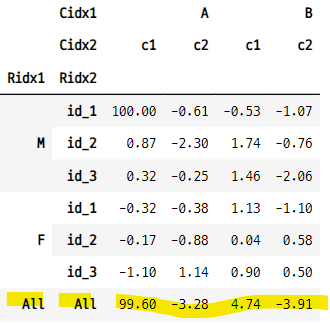 Cidx1 A B
Cidx2 c1 c2 c1 c2
Ridx1 Ridx2
id_1 100.00 -0.61 -0.53 -1.07
M id_2 0.87 -2.30 1.74 -0.76
id_3 0.32 -0.25 1.46 -2.06
id_1 -0.32 -0.38 1.13 -1.10
F id_2 -0.17 -0.88 0.04 0.58
id_3 -1.10 1.14 0.90 0.50
All All 99.60 -3.28 4.74 -3.91